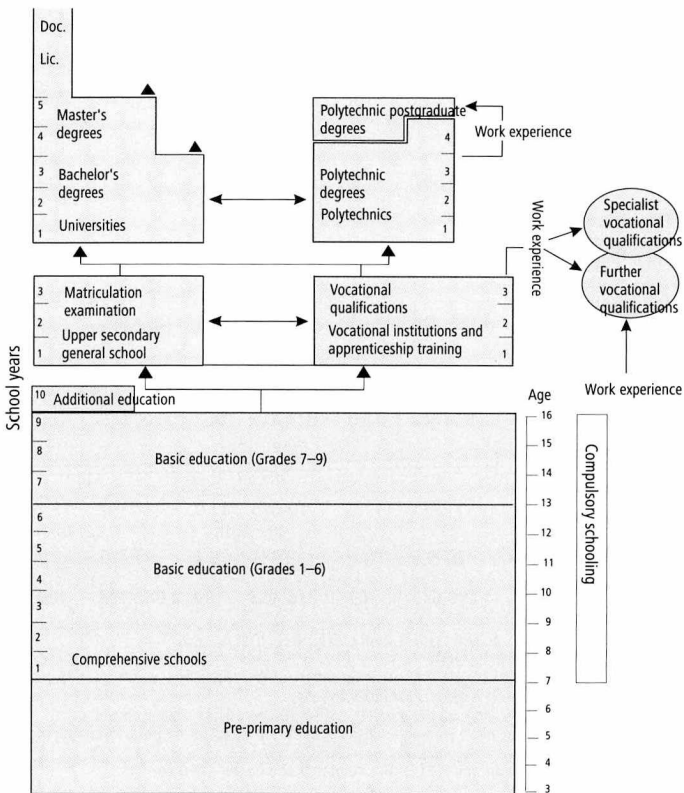 Doc.
Lic.
5
Master's
degrees
4
3
Bachelor's
degrees
2
Universities
1
Polytechnic postgraduate
degrees
4
Polytechnic
degrees
3
2
Polytechnics
1
Work experience
Work experience
Specialist
vocational
qualifications
Further
vocational
qualifications
Work experience
3
Matriculation
examination
2
Upper secondary
general school
1
Vocational
qualifications
3
Vocational institutions and
apprenticeship training
2
1
School years
10 Additional education
9
8
Basic education (Grades 7–9)
7
6
5
Basic education (Grades 1–6)
4
3
2
Comprehensive schools
1
Pre-primary education
Age
16
15
14
13
12
11
10
9
8
7
6
5
4
3
Compulsory schooling